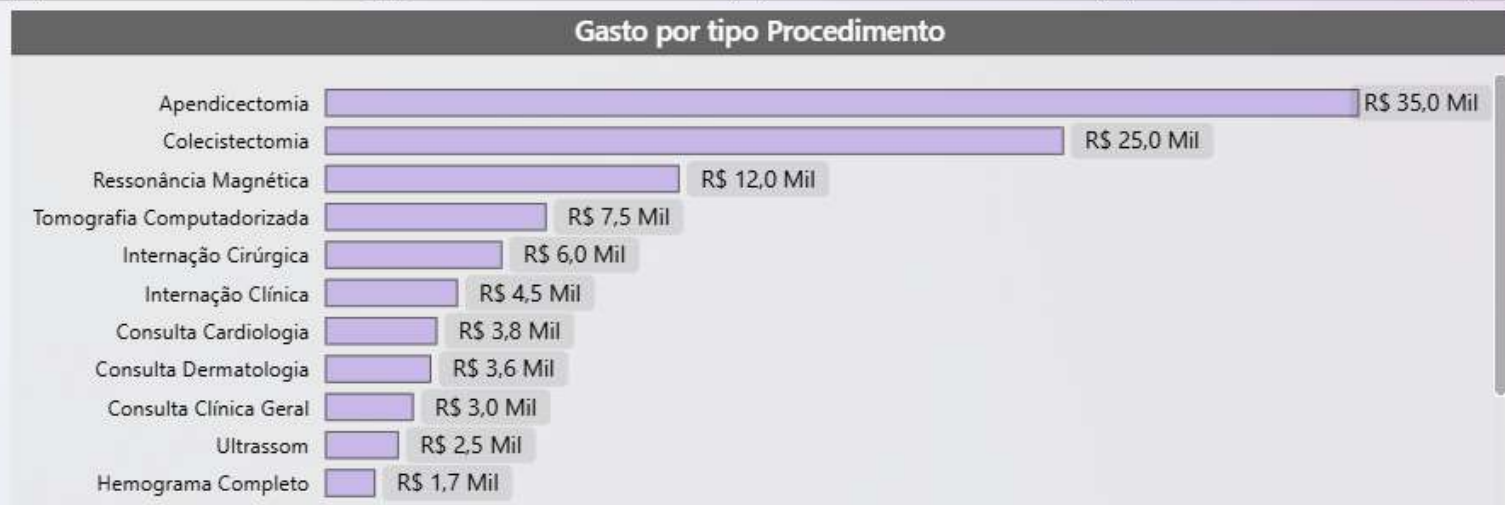 Gasto por tipo Procedimento
Apendicectomia R$ 35,0 Mil
Colecistectomia R$ 25,0 Mil
Ressonância Magnética R$ 12,0 Mil
Tomografia Computadorizada R$ 7,5 Mil
Internação Cirúrgica R$ 6,0 Mil
Internação Clínica R$ 4,5 Mil
Consulta Cardiologia R$ 3,8 Mil
Consulta Dermatologia R$ 3,6 Mil
Consulta Clínica Geral R$ 3,0 Mil
Ultrassom R$ 2,5 Mil
Hemograma Completo R$ 1,7 Mil